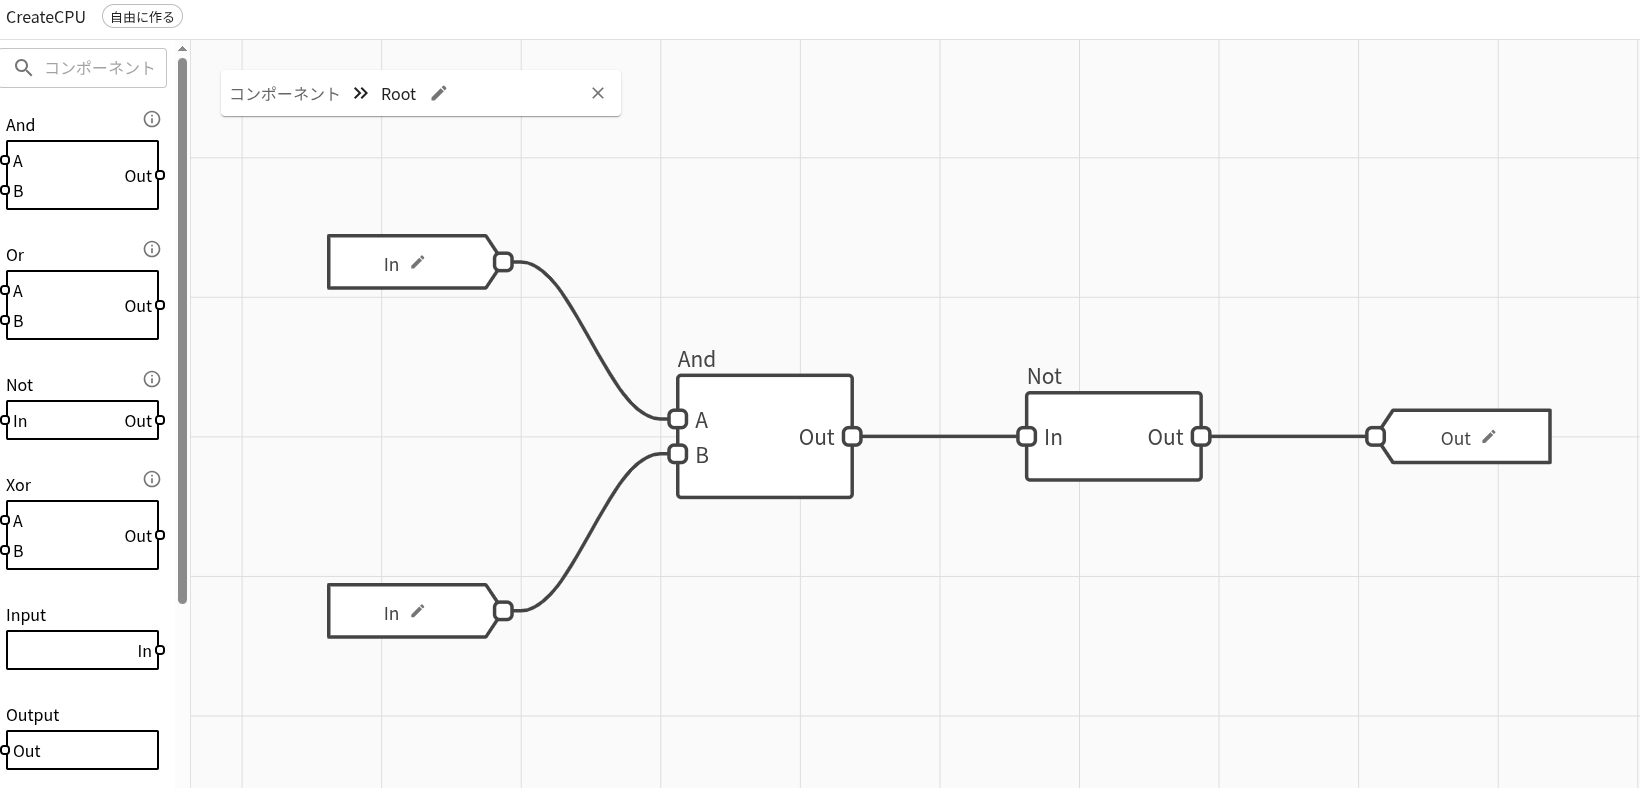 CreateCPU 自由に作る
コンポーネント
And
A
B
Out
Or
A
B
Out
Not
In Out
Xor
A
B
Out
Input
In
Output
Out
コンポーネント Root
In
In
And
A
B
Out
Not
In Out
Out